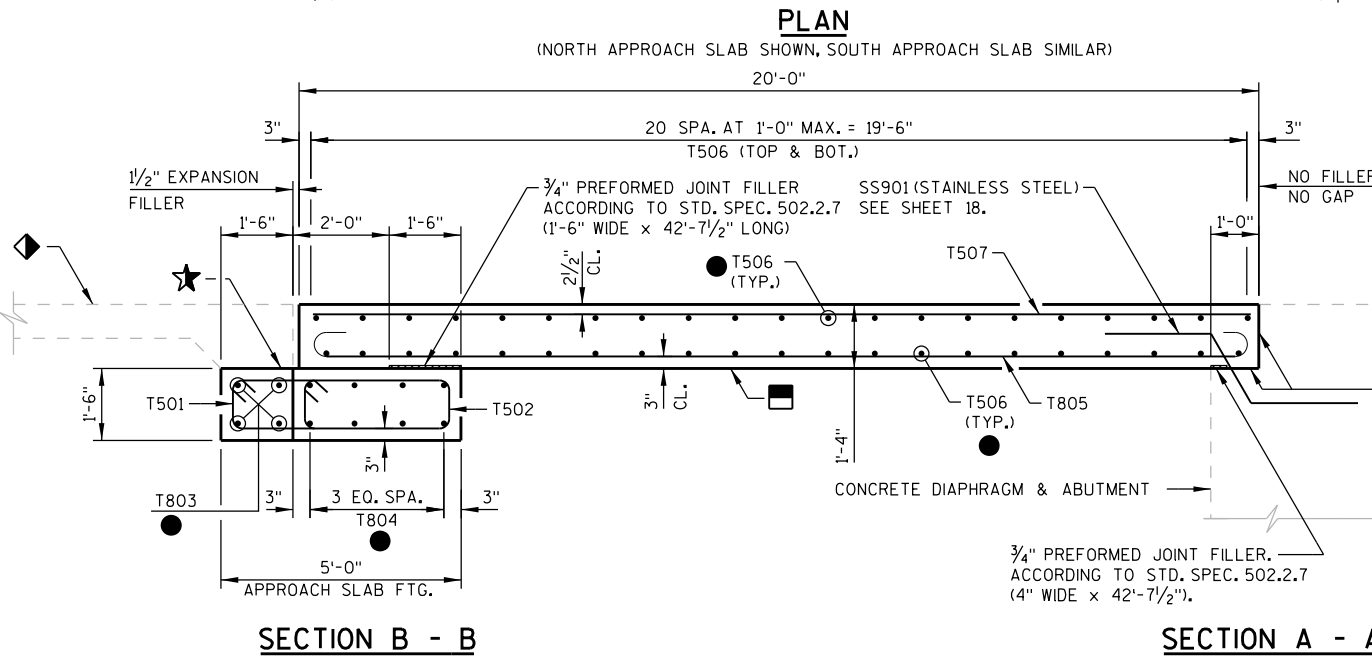 PLAN
(NORTH APPROACH SLAB SHOWN, SOUTH APPROACH SLAB SIMILAR)
20'-0"
3"
20 SPA. AT 1'-0" MAX. = 19'-6"
3"
T506 (TOP & BOT.)
1½" EXPANSION
FILLER
¾" PREFORMED JOINT FILLER
ACCORDING TO STD. SPEC. 502.2.7
(1'-6" WIDE x 42'-7½" LONG)
SS901 (STAINLESS STEEL)
SEE SHEET 18.
NO FILLER
NO GAP
1'-6"
2'-0"
1'-6"
1'-0"
2½"
CL.
T506
(TYP.)
T507
1'-6"
T501
T502
3"
3"
CL.
1'-4"
T506
(TYP.)
T805
T803
3"
3 EQ. SPA.
3"
T804
CONCRETE DIAPHRAGM & ABUTMENT
5'-0"
APPROACH SLAB FTG.
¾" PREFORMED JOINT FILLER.
ACCORDING TO STD. SPEC. 502.2.7
(4" WIDE x 42'-7½").
SECTION B - B
SECTION A - A